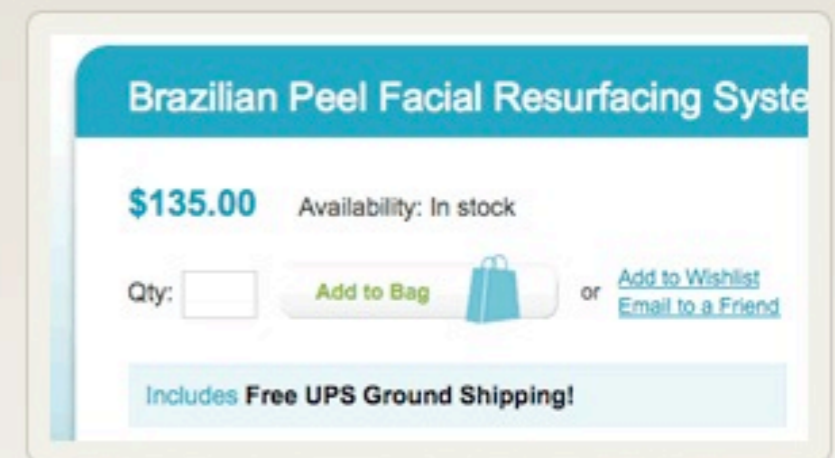 Brazilian Peel Facial Resurfacing Syste
$135.00 Availability: In stock
Qty: Add to Bag or Add to Wishlist
Email to a Friend
Includes Free UPS Ground Shipping!